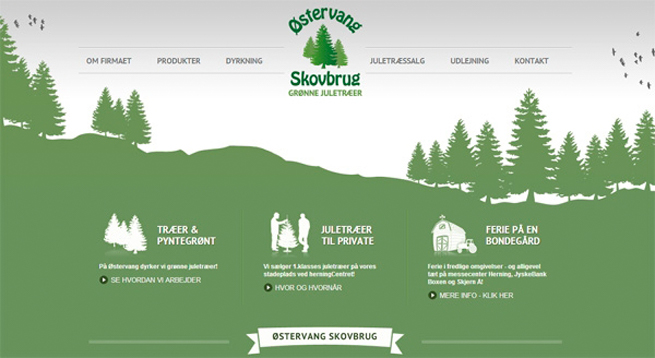 Østervang
Skovbrug
GRØNNE JULETRÆER
OM FIRMAET PRODUKTER DYRKNING JULETRÆSSALG UDLEJNING KONTAKT
TRÆER &
PYNTEGRØNT
På Østervang dyrker vi grønne juletræer!
SE HVORDAN VI ARBEJDER
JULETRÆER
TIL PRIVATE
Vi sælger 1.klasses juletræer på vores
stadeplads ved herningCentret!
HVOR OG HVORNÅR
FERIE PÅ EN
BONDEGÅRD
Ferie i fredlige omgivelser - og alligevel
tæt på messecenter Herning, JyskeBank
Boxen og Skjern Å!
MERE INFO - KLIK HER
ØSTERVANG SKOVBRUG